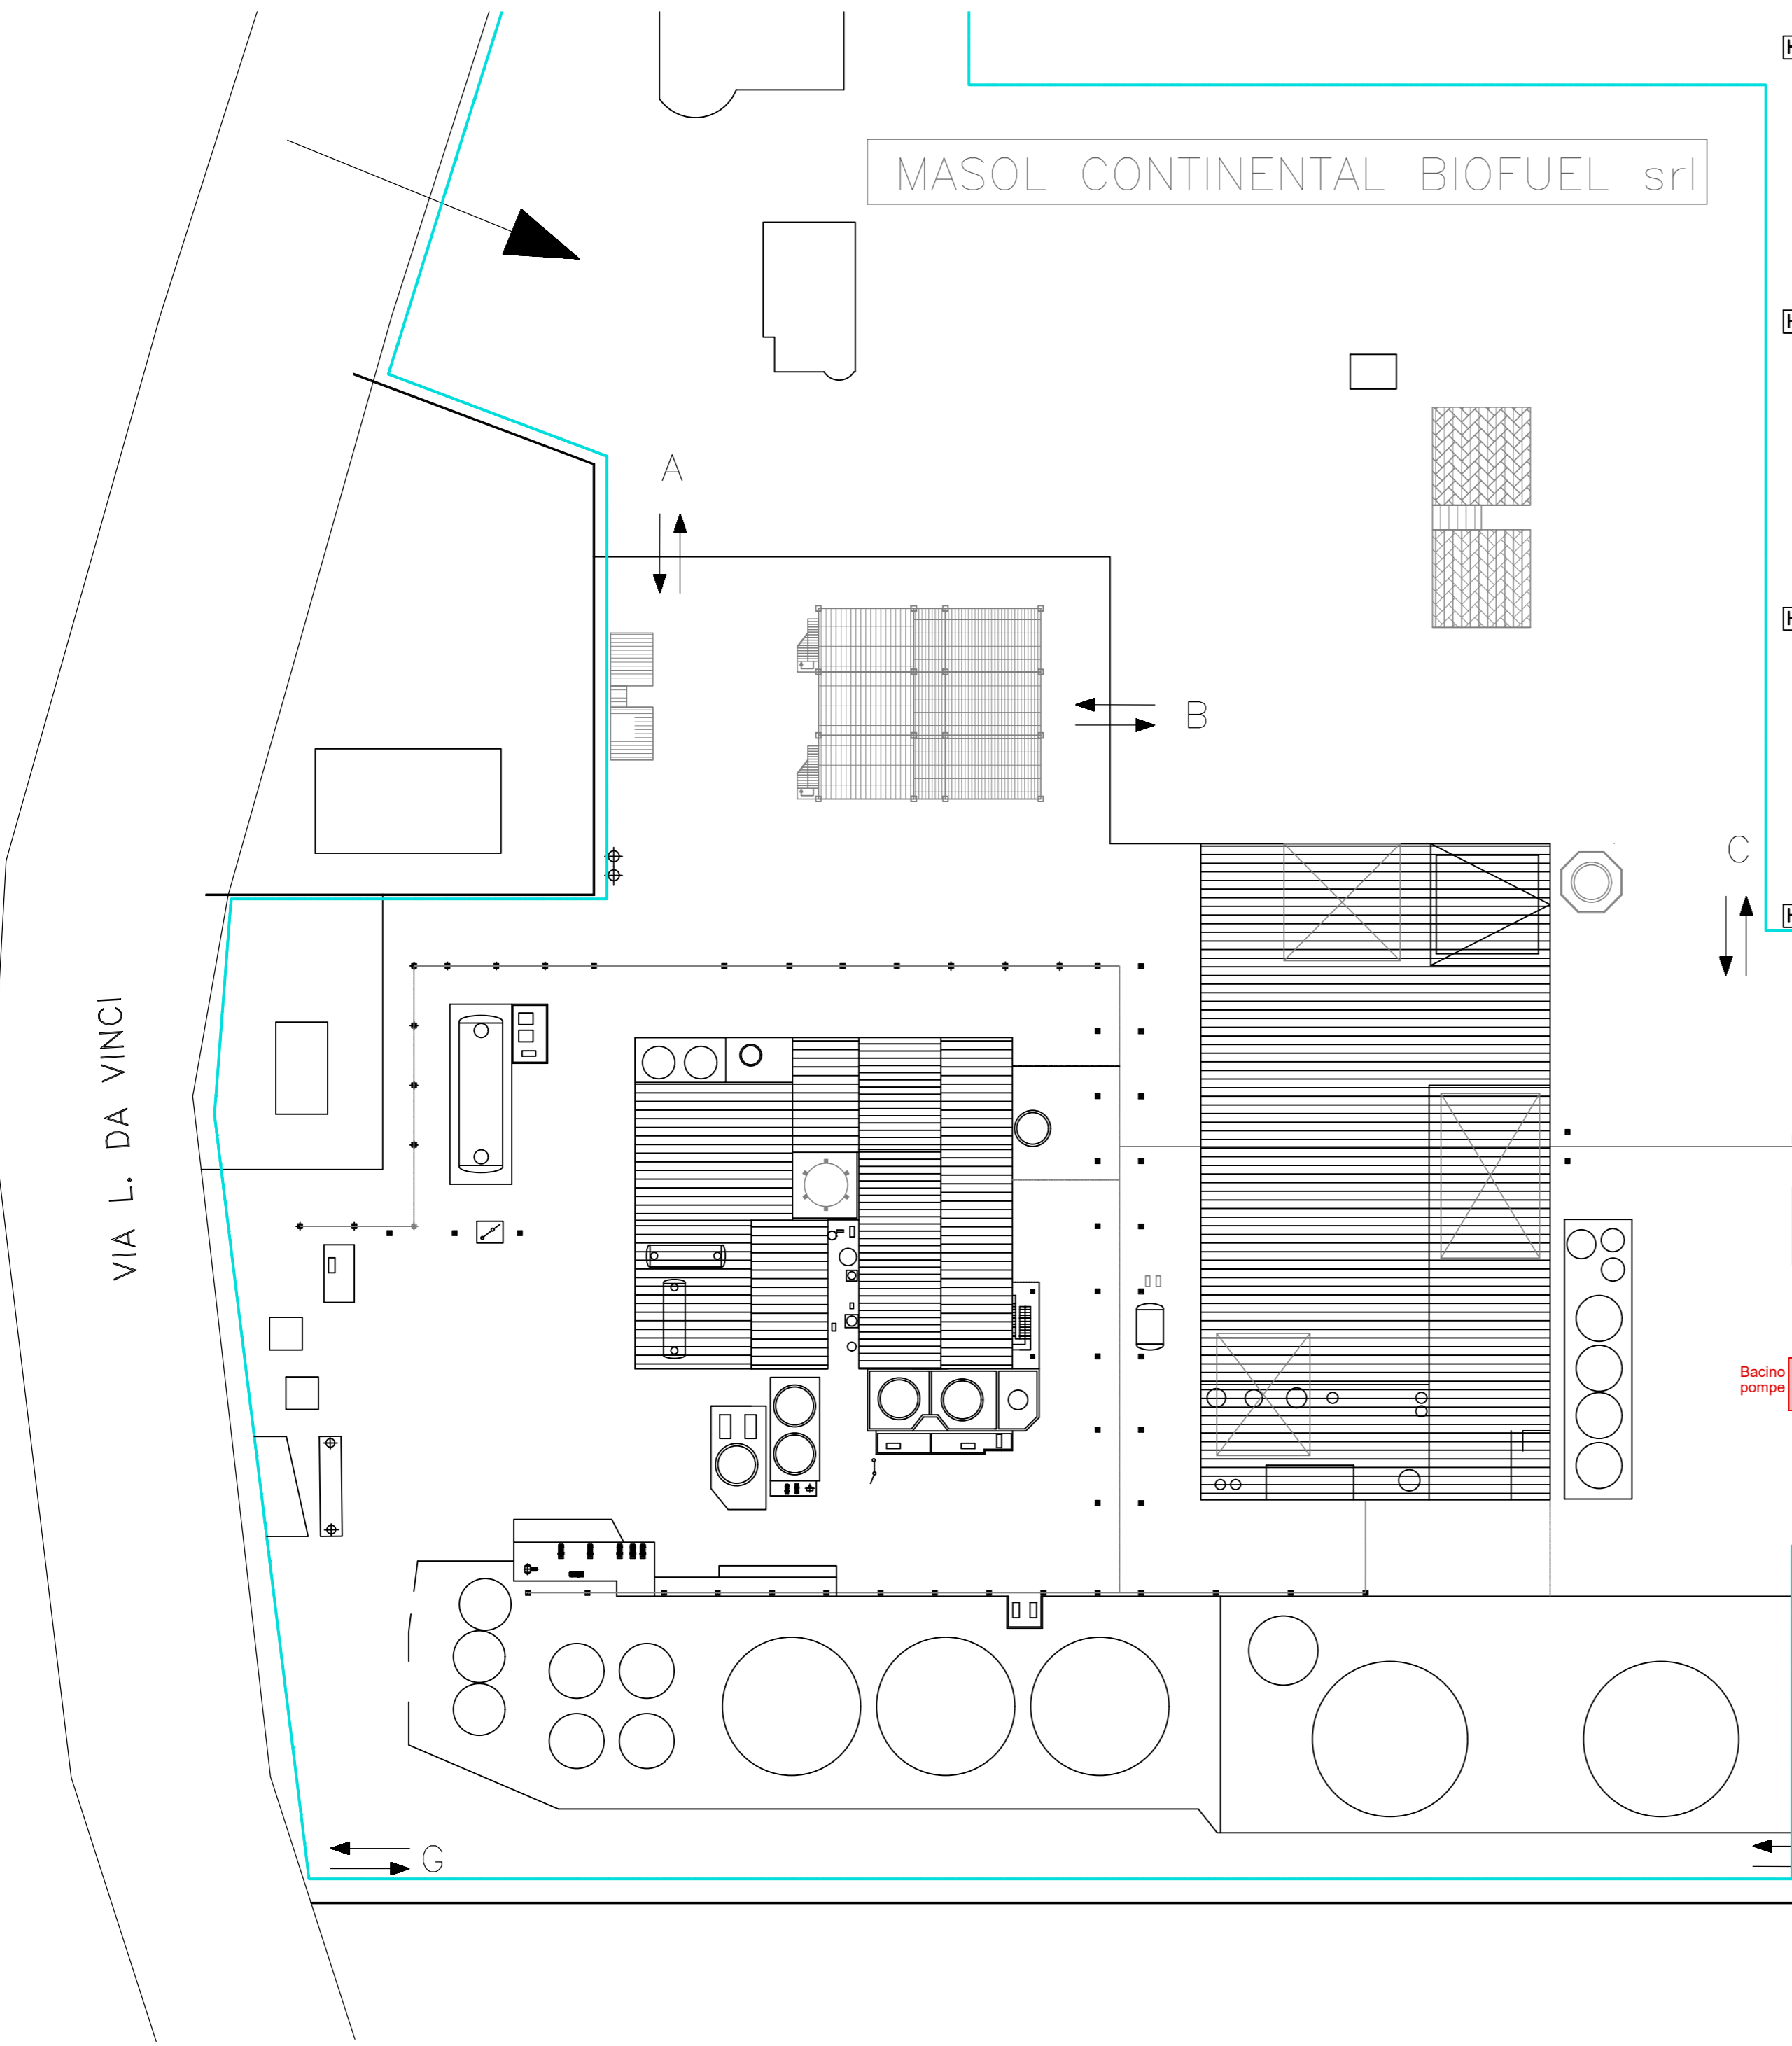 MASOL CONTINENTAL BIOFUEL srl
A
B
C
VIA L. DA VINCI
Bacino
pompe
G